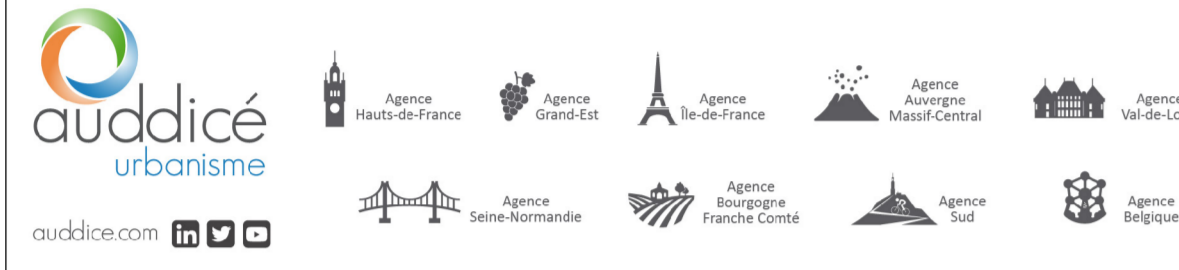 auddicé
urbanisme
auddice.com
Agence
Hauts-de-France
Agence
Grand-Est
Agence
Île-de-France
Agence
Auvergne
Massif-Central
Agence
Seine-Normandie
Agence
Bourgogne
Franche Comté
Agence
Sud
Agence
Belgique